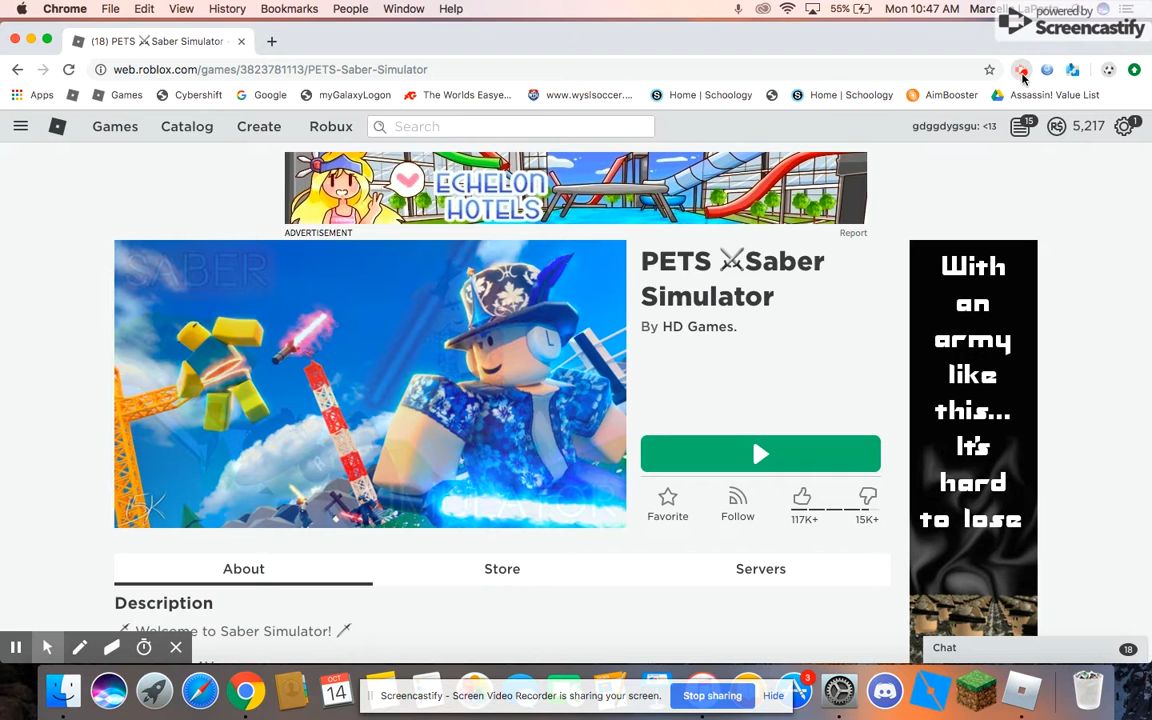 Chrome File Edit View History Bookmarks People Window Help 55% Mon 10:47 AM
powered by
Screencastify
(18) PETS ⚔Saber Simulator -
web.roblox.com/games/3823781113/PETS-Saber-Simulator
Apps Games Cybershift Google myGalaxyLogon The Worlds Easye... www.wyslsoccer.... Home | Schoology Home | Schoology AimBooster Assassin! Value List
Games Catalog Create Robux Search gdggdygsgu: <13 15 5,217 1
ECHELON
HOTELS
ADVERTISEMENT Report
SABER
PETS ⚔Saber
Simulator
By HD Games.
With
an
army
like
this...
It's
hard
to lose
Favorite Follow 117K+ 15K+
About Store Servers
Description
Welcome to Saber Simulator!
Chat 18
OCT
14
Screencastify - Screen Video Recorder is sharing your screen. Stop sharing Hide
3